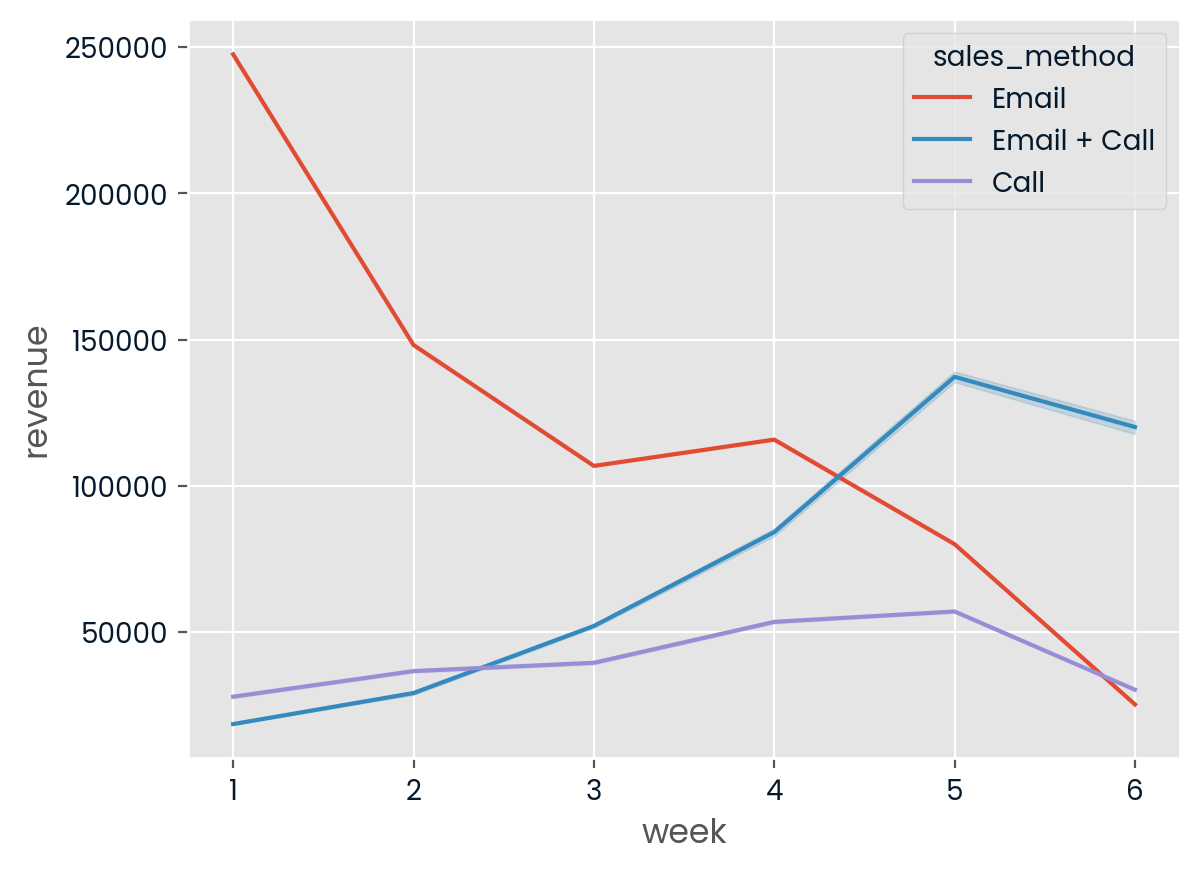 250000
200000
150000
100000
50000
revenue
sales_method
Email
Email + Call
Call
1 2 3 4 5 6
week